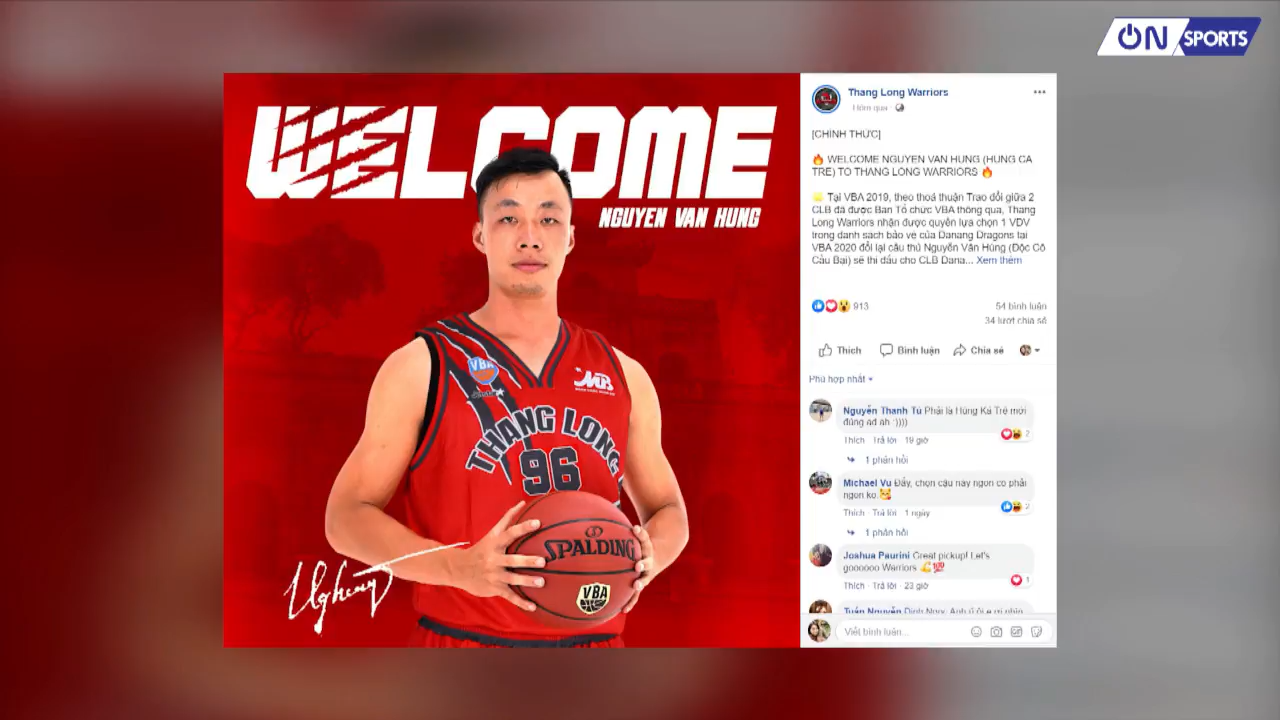 ON SPORTS
WELCOME
NGUYEN VAN HUNG
VBA
MB
THANG LONG
96
SPALDING
VBA
Thang Long Warriors
Hôm qua ·
[CHÍNH THỨC]
🔥 WELCOME NGUYEN VAN HUNG (HUNG CA
TRE) TO THANG LONG WARRIORS 🔥
Tại VBA 2019, theo thoả thuận Trao đổi giữa 2
CLB đã được Ban Tổ chức VBA thông qua, Thang
Long Warriors nhận được quyền lựa chọn 1 VĐV
trong danh sách bảo vệ của Danang Dragons tại
VBA 2020 đổi lại cầu thủ Nguyễn Văn Hùng (Độc Cô
Cầu Bại) sẽ thi đấu cho CLB Dana... Xem thêm
913
54 bình luận
34 lượt chia sẻ
Thích Bình luận Chia sẻ
Phù hợp nhất
Nguyễn Thanh Tú Phải là Hùng Ká Trê mới
đúng ad ah :))))
2
Thích · Trả lời · 19 giờ
1 phản hồi
Michael Vu Đấy, chọn cậu này ngon có phải
ngon ko.🥰
2
Thích · Trả lời · 1 ngày
1 phản hồi
Joshua Paurini Great pickup! Let's
goooooo Warriors 💪💯
1
Thích · Trả lời · 23 giờ
Tuấn Nguyễn
Viết bình luận...
GIF